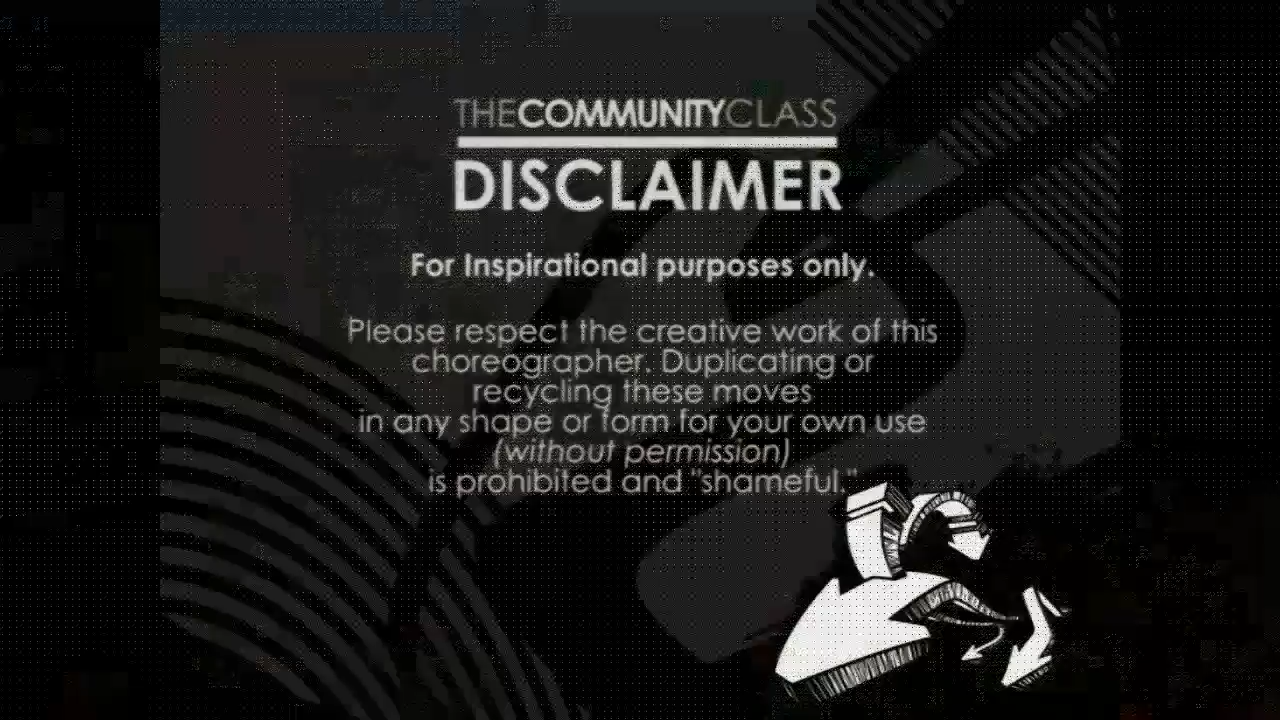 THECOMMUNITYCLASS
DISCLAIMER
For Inspirational purposes only.
Please respect the creative work of this
choreographer. Duplicating or
recycling these moves
in any shape or form for your own use
(without permission)
is prohibited and "shameful."